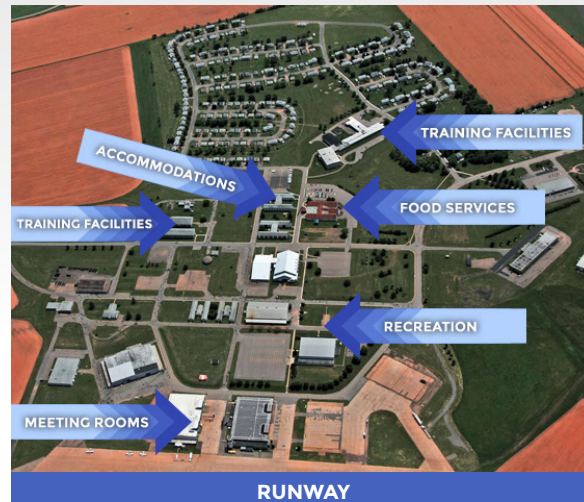 TRAINING FACILITIES
ACCOMMODATIONS
FOOD SERVICES
TRAINING FACILITIES
RECREATION
MEETING ROOMS
RUNWAY